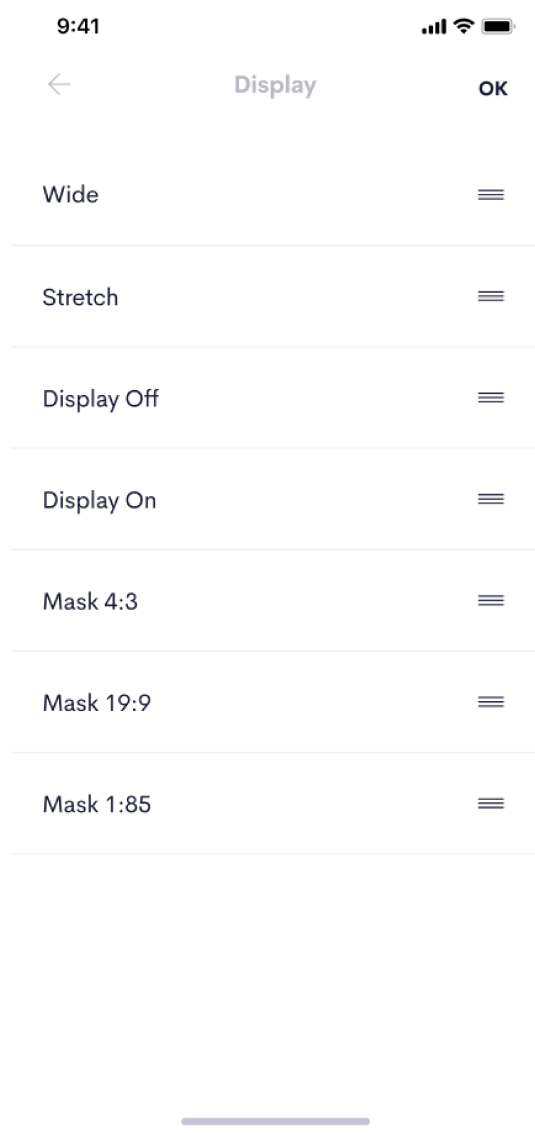 9:41
Display
OK
Wide
Stretch
Display Off
Display On
Mask 4:3
Mask 19:9
Mask 1:85